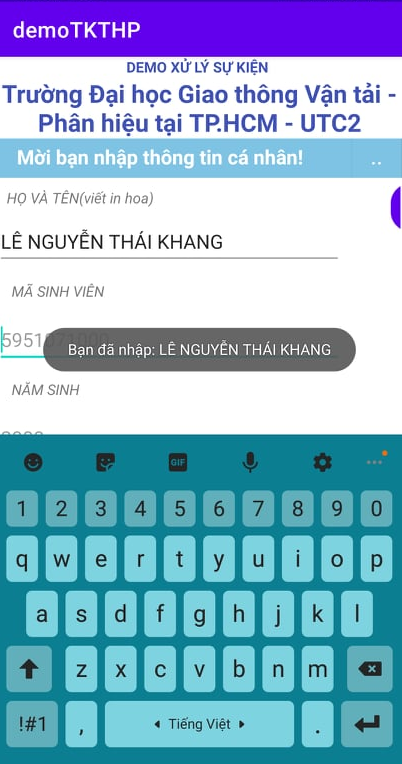 demoTKTHP
DEMO XỬ LÝ SỰ KIỆN
Trường Đại học Giao thông Vận tải -
Phân hiệu tại TP.HCM - UTC2
Mời bạn nhập thông tin cá nhân! ..
HỌ VÀ TÊN(viết in hoa)
LÊ NGUYỄN THÁI KHANG
MÃ SINH VIÊN
Bạn đã nhập: LÊ NGUYỄN THÁI KHANG
NĂM SINH
GIF
1 2 3 4 5 6 7 8 9 0
q w e r t y u i o p
a s d f g h j k l
z x c v b n m
!#1 , Tiếng Việt .